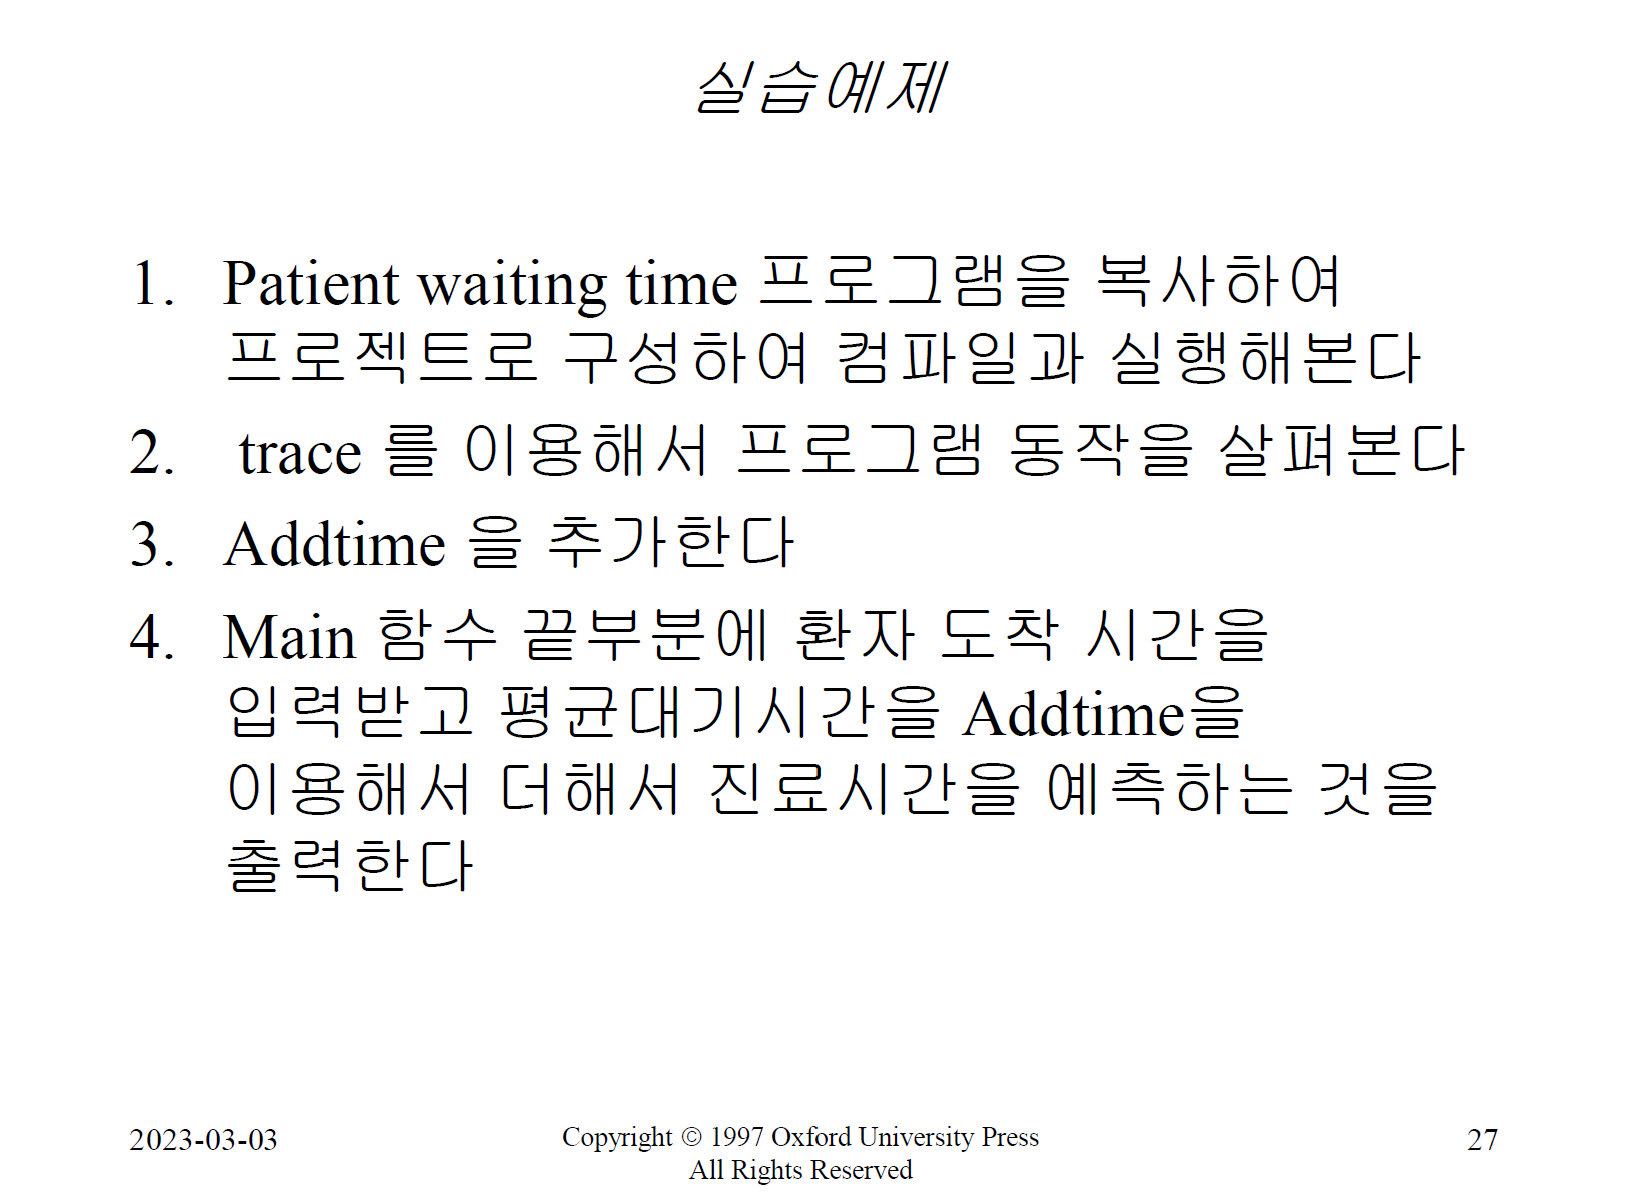 실습예제
1. Patient waiting time 프로그램을 복사하여
프로젝트로 구성하여 컴파일과 실행해본다
2. trace 를 이용해서 프로그램 동작을 살펴본다
3. Addtime 을 추가한다
4. Main 함수 끝부분에 환자 도착 시간을
입력받고 평균대기시간을 Addtime을
이용해서 더해서 진료시간을 예측하는 것을
출력한다
2023-03-03
Copyright © 1997 Oxford University Press
All Rights Reserved
27